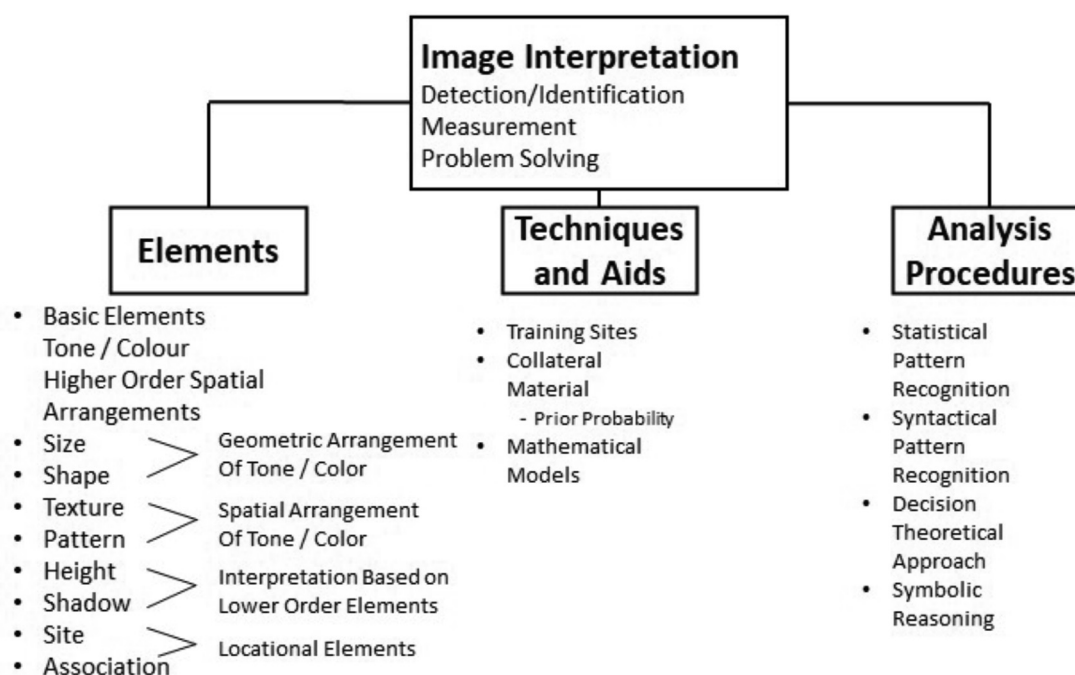 Image Interpretation
Detection/Identification
Measurement
Problem Solving
Elements
• Basic Elements
Tone / Colour
Higher Order Spatial
Arrangements
• Size
• Shape
Geometric Arrangement
Of Tone / Color
• Texture
• Pattern
Spatial Arrangement
Of Tone / Color
• Height
• Shadow
Interpretation Based on
Lower Order Elements
• Site
• Association
Locational Elements
Techniques
and Aids
• Training Sites
• Collateral
Material
- Prior Probability
• Mathematical
Models
Analysis
Procedures
• Statistical
Pattern
Recognition
• Syntactical
Pattern
Recognition
• Decision
Theoretical
Approach
• Symbolic
Reasoning